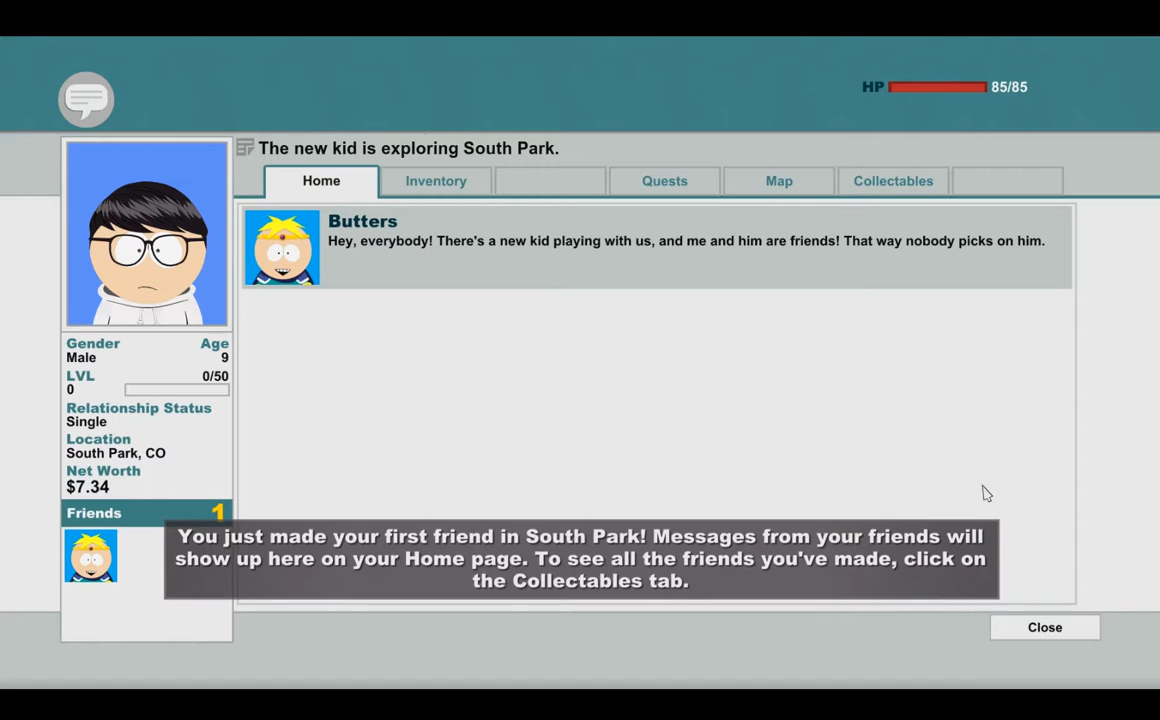 HP 85/85
The new kid is exploring South Park.
Home Inventory Quests Map Collectables
Butters
Hey, everybody! There's a new kid playing with us, and me and him are friends! That way nobody picks on him.
Gender Age
Male 9
LVL 0/50
0
Relationship Status
Single
Location
South Park, CO
Net Worth
$7.34
Friends 1
You just made your first friend in South Park! Messages from your friends will
show up here on your Home page. To see all the friends you've made, click on
the Collectables tab.
Close